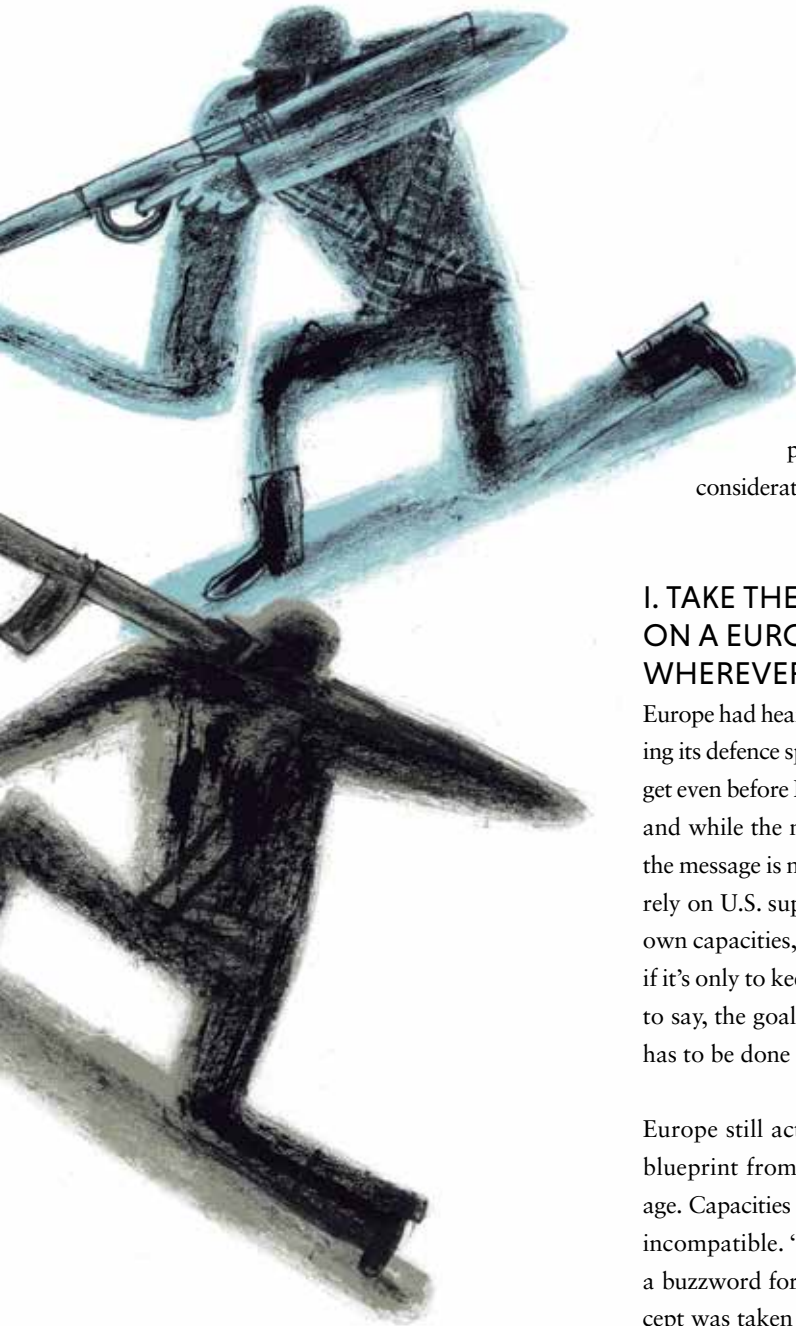 p
considerat
I. TAKE THE
ON A EURO
WHEREVER
Europe had hea
ing its defence s
get even before
and while the
the message is
rely on U.S. sup
own capacities,
if it's only to kee
to say, the goal
has to be done
Europe still ac
blueprint from
age. Capacities
incompatible. ‘
a buzzword for
cept was taken